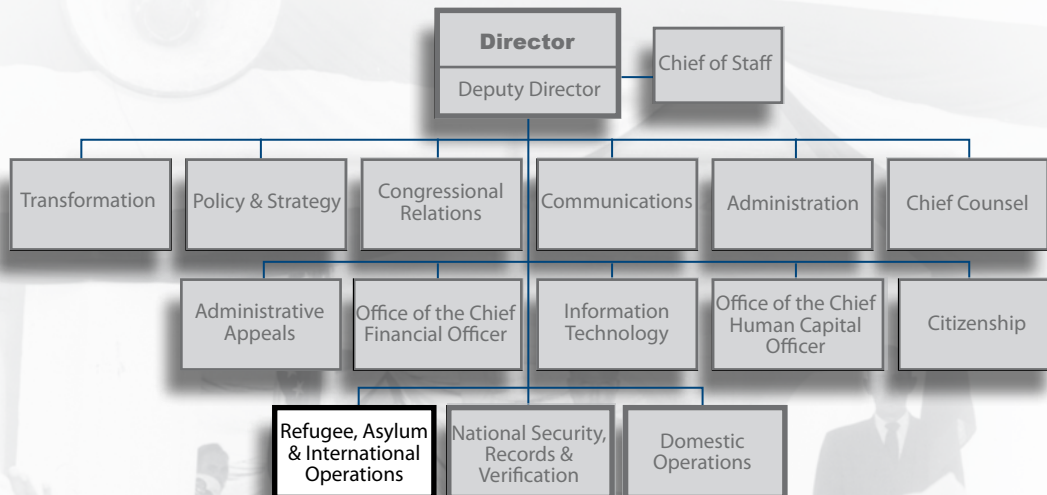 Director
Deputy Director
Chief of Staff
Transformation
Policy & Strategy
Congressional
Relations
Communications
Administration
Chief Counsel
Administrative
Appeals
Office of the Chief
Financial Officer
Information
Technology
Office of the Chief
Human Capital
Officer
Citizenship
Refugee, Asylum
& International
Operations
National Security,
Records &
Verification
Domestic
Operations